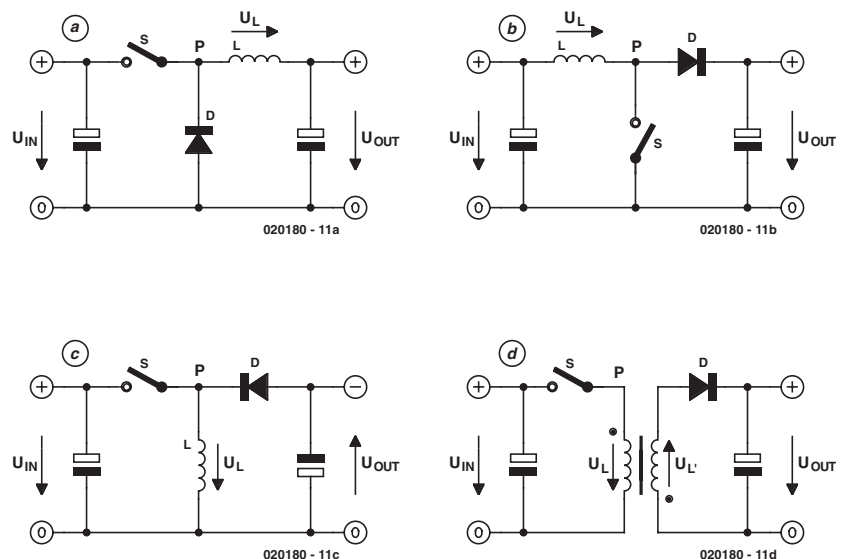 a
S
P
U_L
L
+
+
D
U_IN
U_OUT
0
0
020180 - 11a
b
U_L
L
P
D
+
+
S
U_IN
U_OUT
0
0
020180 - 11b
c
S
P
D
+
−
L
U_L
U_IN
U_OUT
0
0
020180 - 11c
d
S
P
D
+
+
U_IN
U_L
U_L'
U_OUT
0
0
020180 - 11d